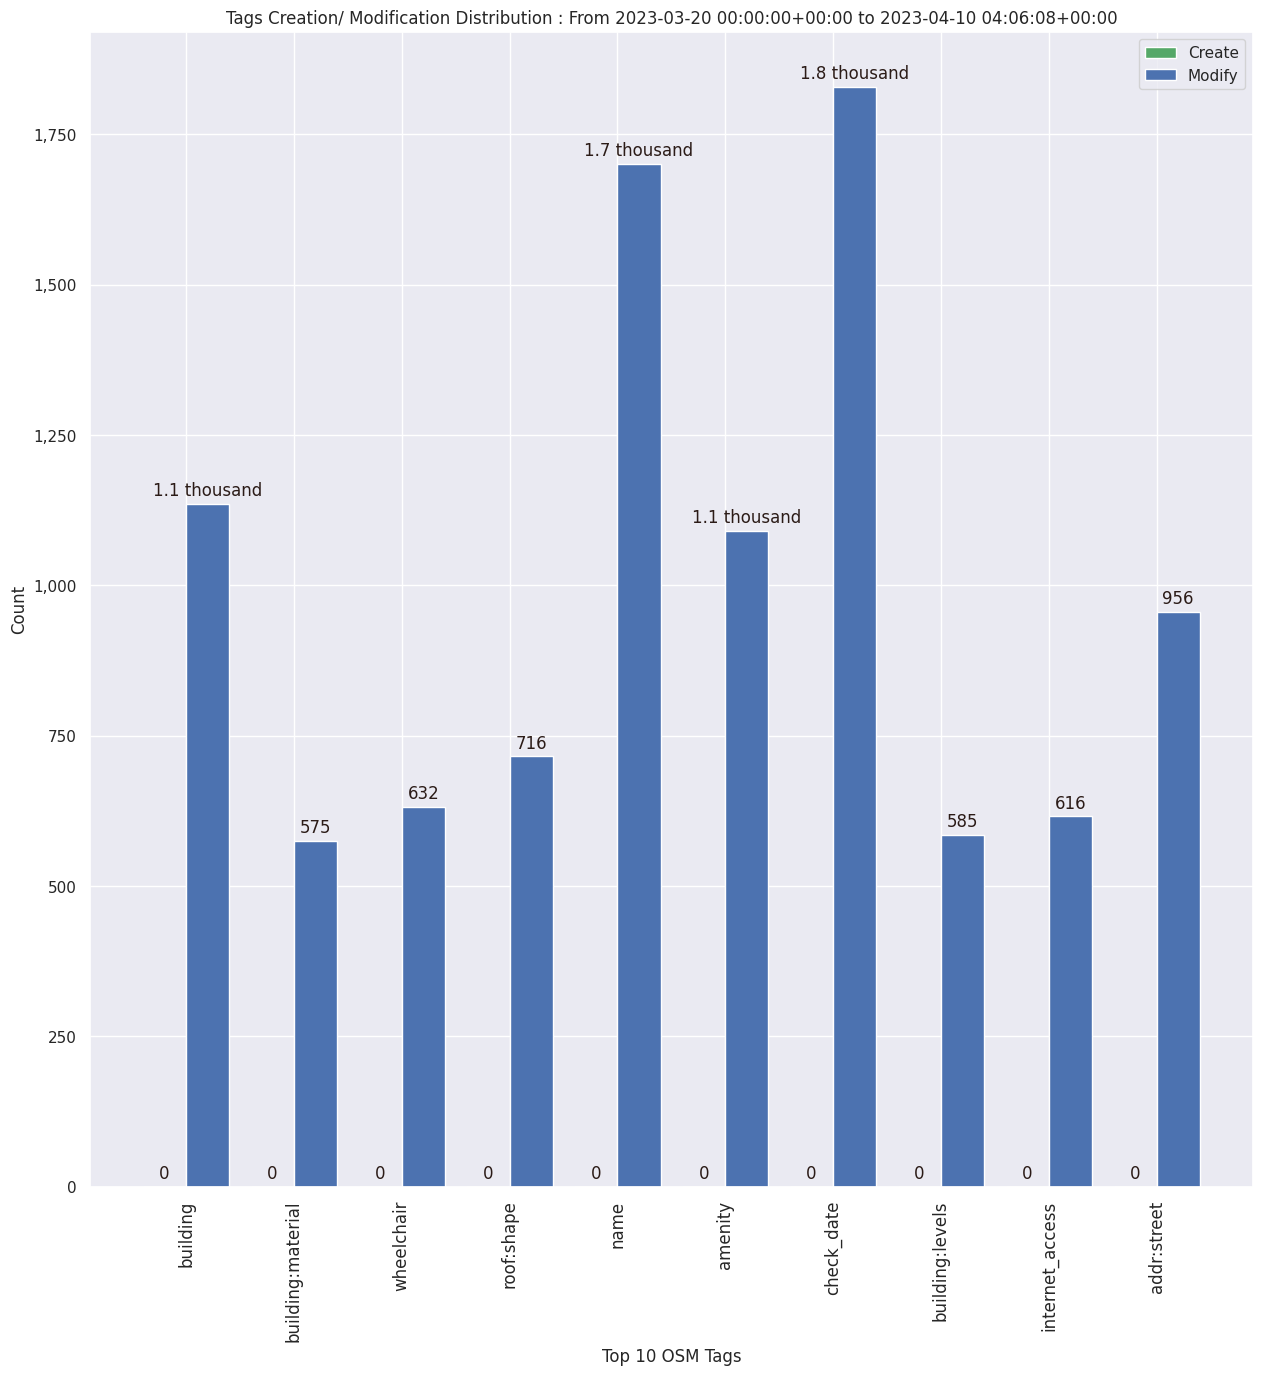 Tags Creation/ Modification Distribution : From 2023-03-20 00:00:00+00:00 to 2023-04-10 04:06:08+00:00
Create
Modify
Count
1,750
1,500
1,250
1,000
750
500
250
0
1.1 thousand
575
632
716
1.7 thousand
1.1 thousand
1.8 thousand
585
616
956
0
0
0
0
0
0
0
0
0
0
building
building:material
wheelchair
roof:shape
name
amenity
check_date
building:levels
internet_access
addr:street
Top 10 OSM Tags